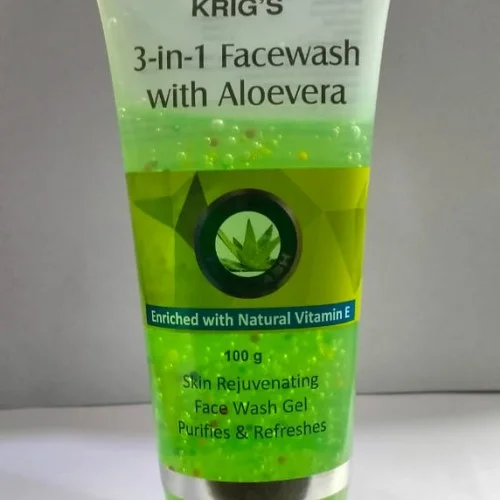 KRIG'S
3-in-1 Facewash
with Aloevera
Enriched with Natural Vitamin E
100 g
Skin Rejuvenating
Face Wash Gel
Purifies & Refreshes